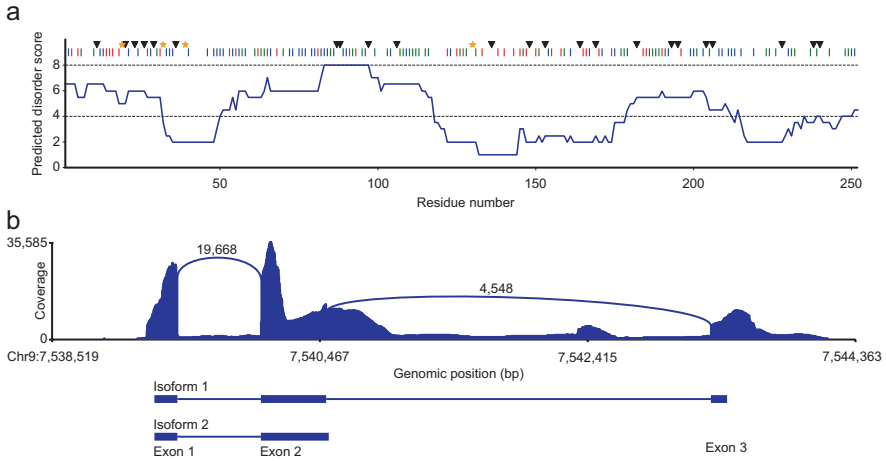 a
Predicted disorder score
8
6
4
2
0
50
100
150
200
250
Residue number
b
35,585
Coverage
0
19,668
4,548
Chr9:7,538,519
7,540,467
7,542,415
7,544,363
Genomic position (bp)
Isoform 1
Isoform 2
Exon 1
Exon 2
Exon 3